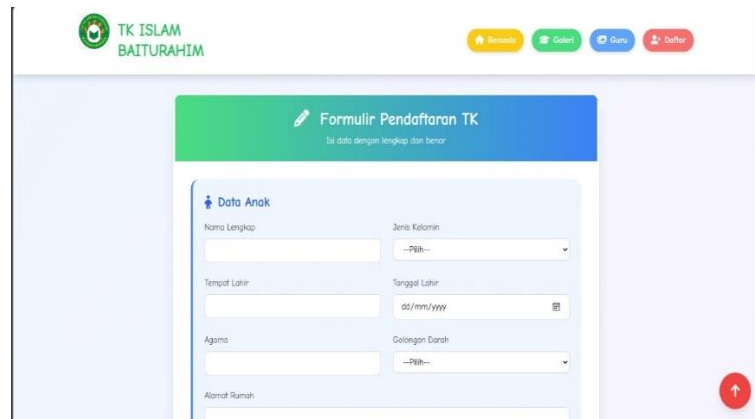 TK ISLAM
BAITURAHIM
Beranda Galeri Guru Daftar
Formulir Pendaftaran TK
Isi data dengan lengkap dan benar
Data Anak
Nama Lengkap Jenis Kelamin
--Pilih--
Tempat Lahir Tanggal Lahir
dd/mm/yyyy
Agama Golongan Darah
--Pilih--
Alamat Rumah